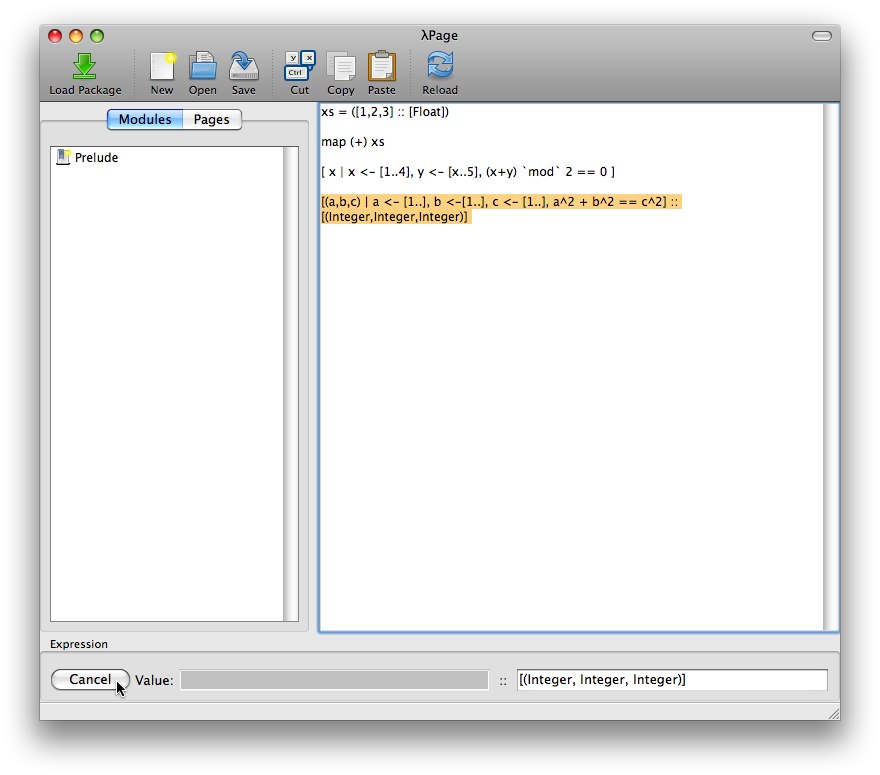 λPage
Load Package New Open Save Cut Copy Paste Reload
y x
Ctrl
Modules Pages
Prelude
xs = ([1,2,3] :: [Float])
map (+) xs
[ x | x <- [1..4], y <- [x..5], (x+y) `mod` 2 == 0 ]
[(a,b,c) | a <- [1..], b <-[1..], c <- [1..], a^2 + b^2 == c^2] ::
[(Integer,Integer,Integer)]
Expression
Cancel Value: :: [(Integer, Integer, Integer)]